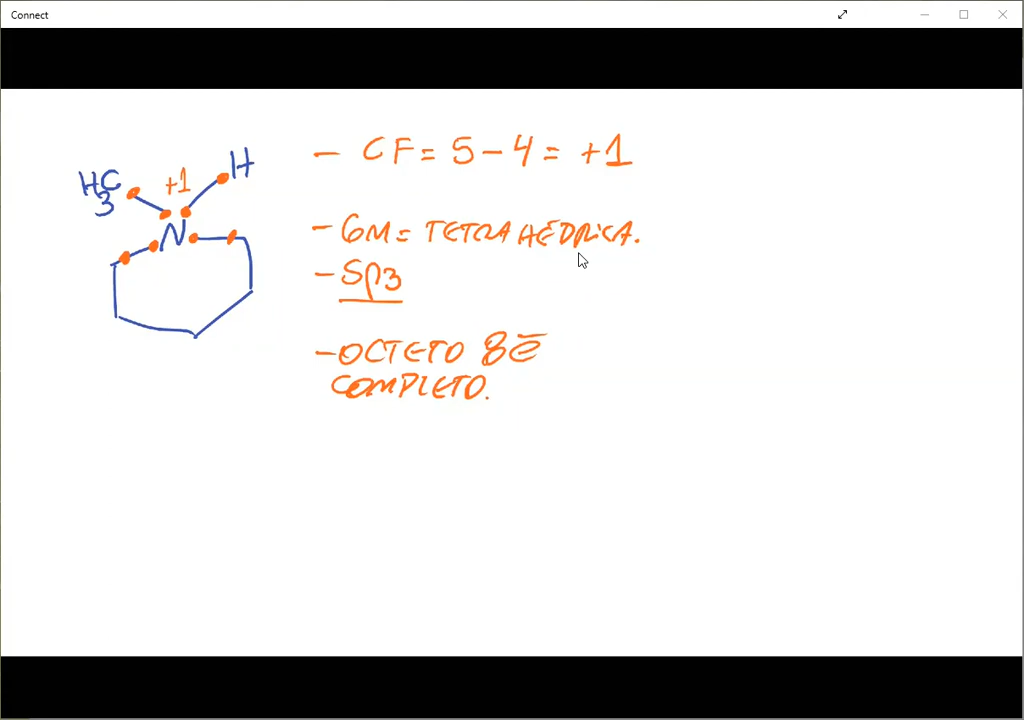 Connect
- CF = 5 - 4 = +1
H3C +1 H
N
- GM = TETRAHÉDRICA.
- Sp3
- OCTETO 8ē
COMPLETO.